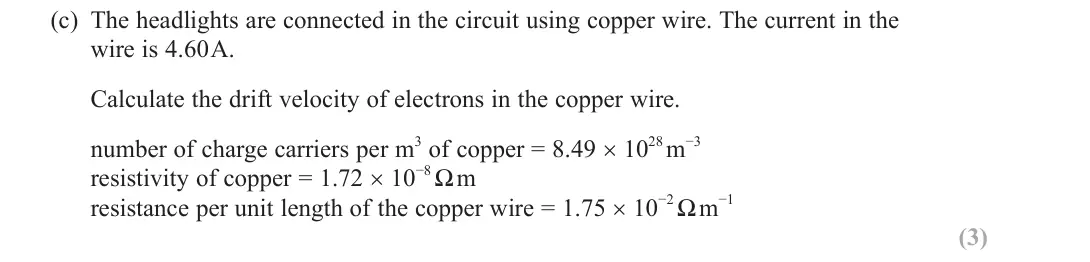 (c) The headlights are connected in the circuit using copper wire. The current in the
wire is 4.60 A.
Calculate the drift velocity of electrons in the copper wire.
number of charge carriers per m³ of copper = 8.49 × 10²⁸ m⁻³
resistivity of copper = 1.72 × 10⁻⁸ Ω m
resistance per unit length of the copper wire = 1.75 × 10⁻² Ω m⁻¹
(3)